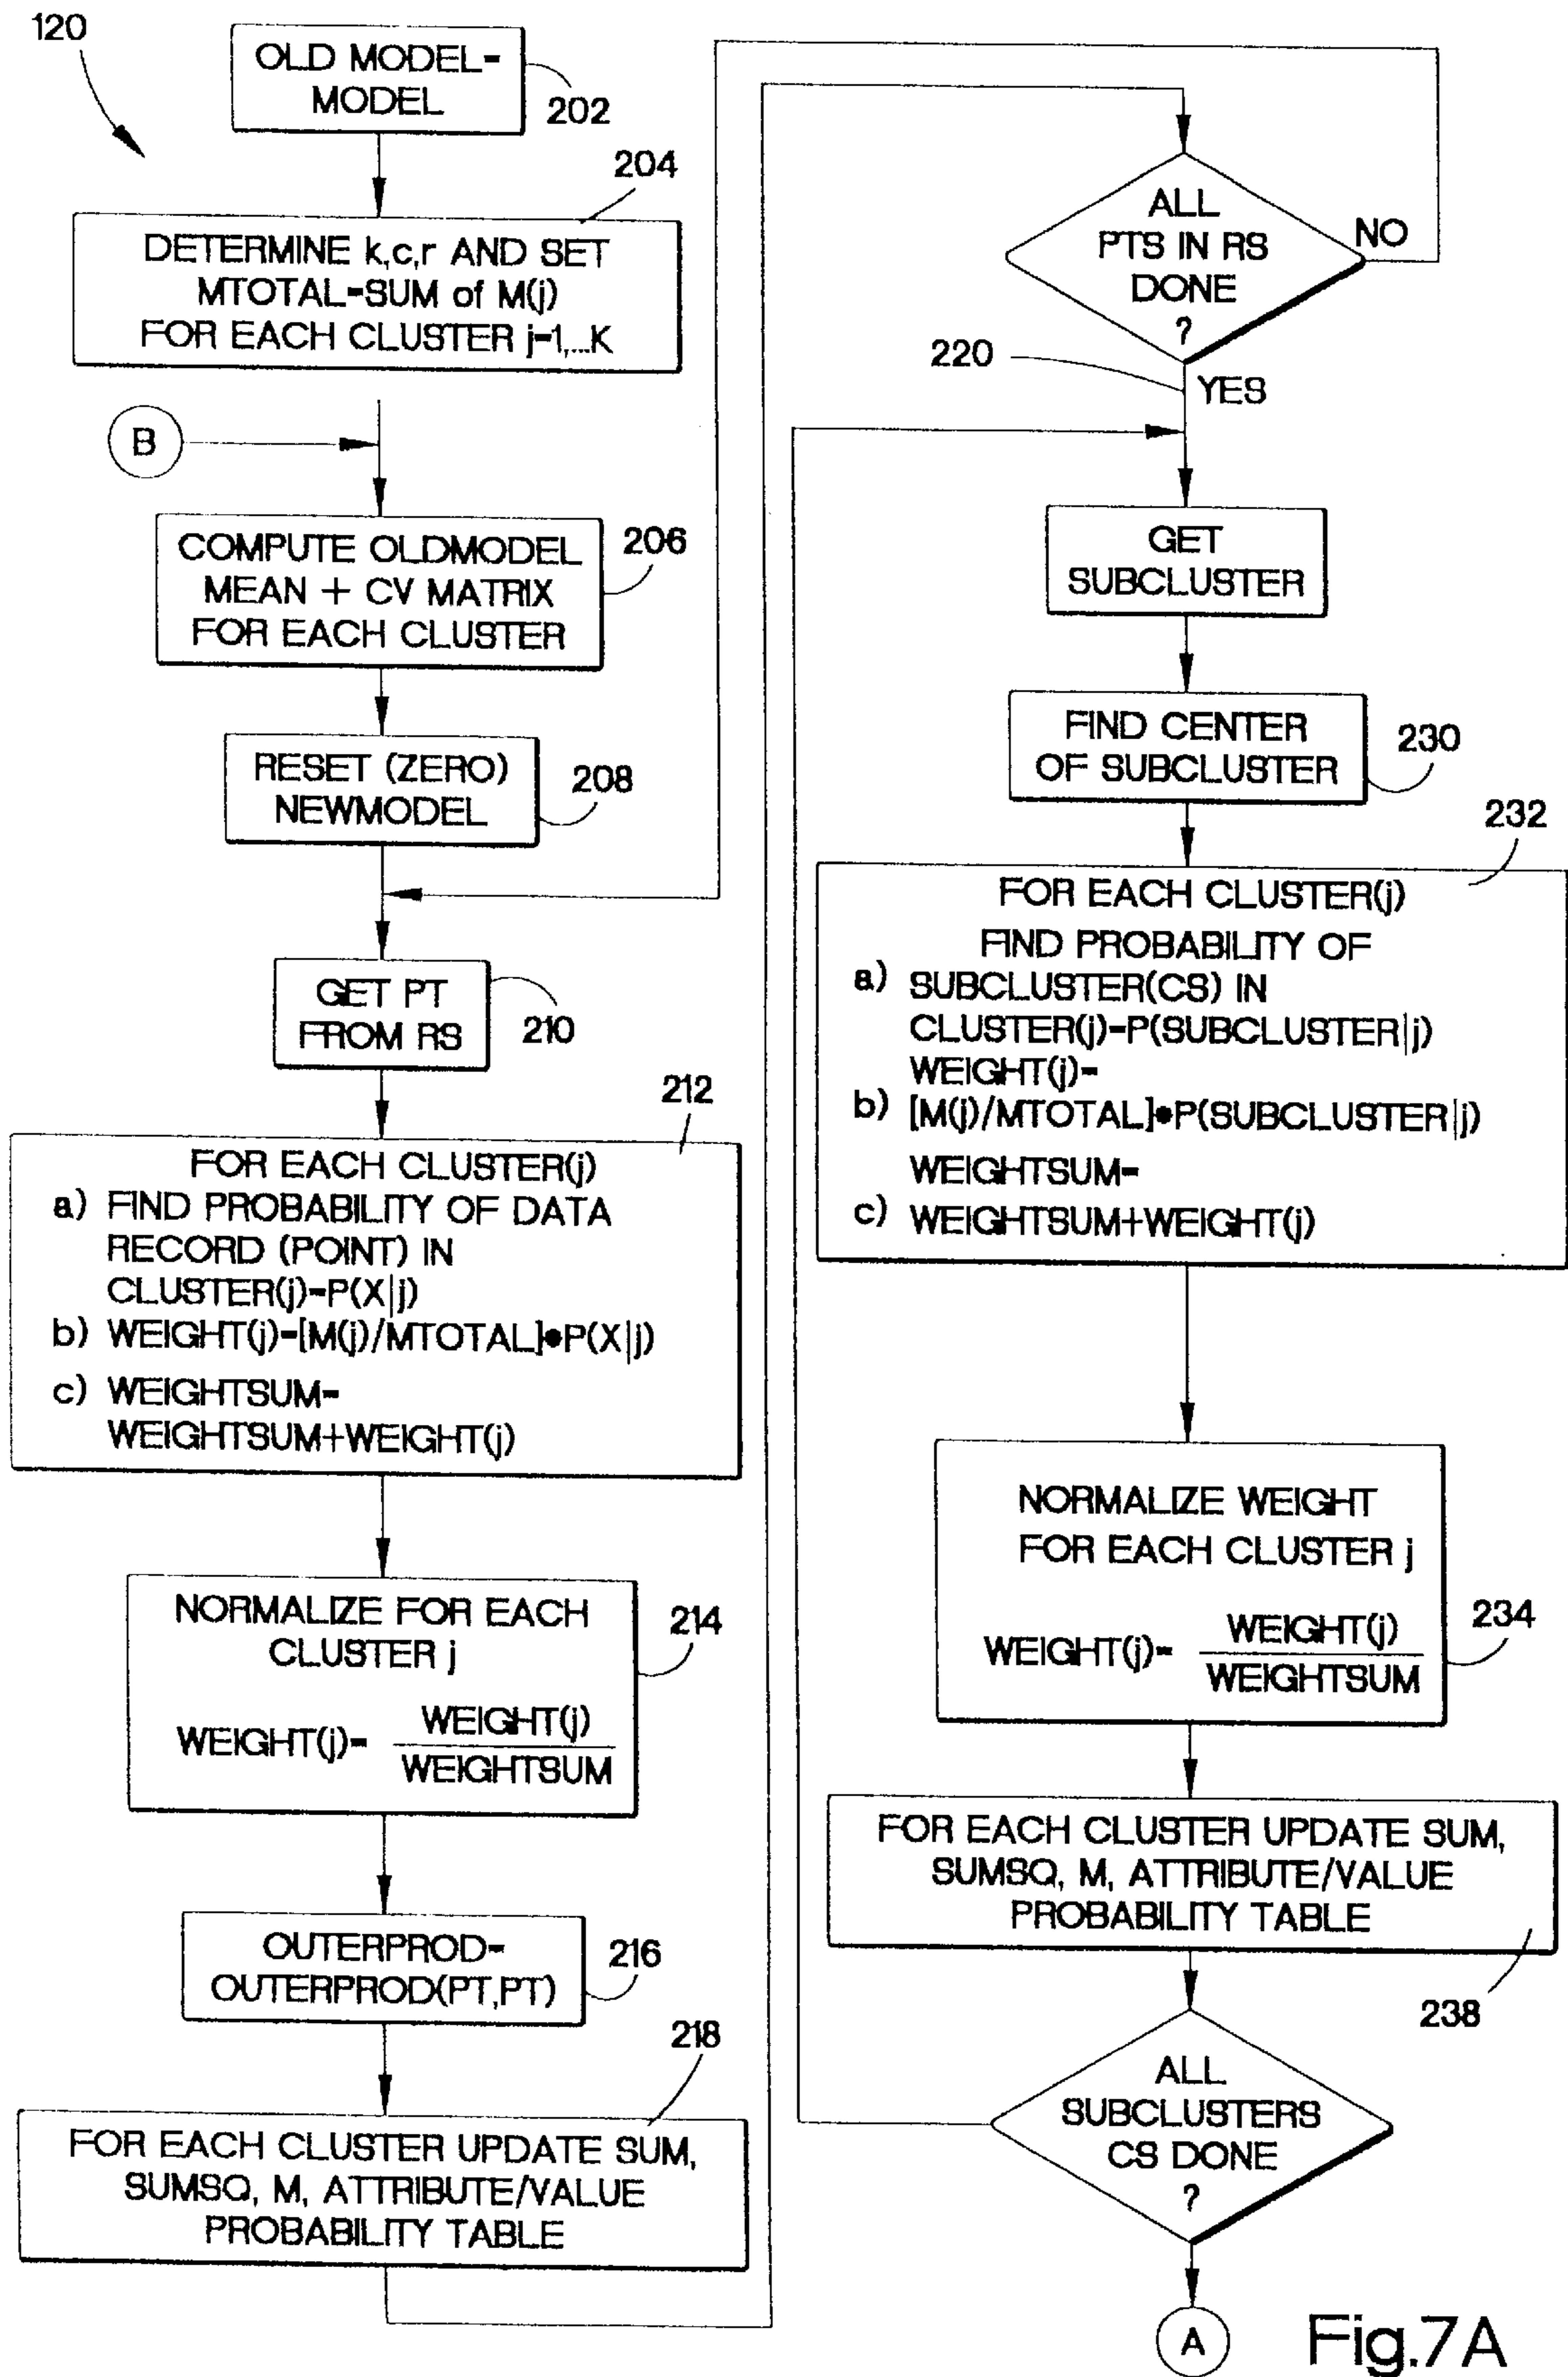 120
OLD MODEL-
MODEL
202
204
DETERMINE k,c,r AND SET
MTOTAL-SUM of M(j)
FOR EACH CLUSTER j-1,...K
B
COMPUTE OLDMODEL
MEAN + CV MATRIX
FOR EACH CLUSTER
206
RESET (ZERO)
NEWMODEL
208
GET PT
FROM RS
210
212
FOR EACH CLUSTER(j)
a) FIND PROBABILITY OF DATA
RECORD (POINT) IN
CLUSTER(j)-P(X|j)
b) WEIGHT(j)-[M(j)/MTOTAL]•P(X|j)
c) WEIGHTSUM-
WEIGHTSUM+WEIGHT(j)
NORMALIZE FOR EACH
CLUSTER j
WEIGHT(j)- WEIGHT(j)
WEIGHTSUM
214
OUTERPROD-
OUTERPROD(PT,PT)
216
218
FOR EACH CLUSTER UPDATE SUM,
SUMSQ, M, ATTRIBUTE/VALUE
PROBABILITY TABLE
ALL
PTS IN RS
DONE
?
NO
220
YES
GET
SUBCLUSTER
FIND CENTER
OF SUBCLUSTER
230
232
FOR EACH CLUSTER(j)
FIND PROBABILITY OF
a) SUBCLUSTER(CS) IN
CLUSTER(j)-P(SUBCLUSTER|j)
WEIGHT(j)-
b) [M(j)/MTOTAL]•P(SUBCLUSTER|j)
WEIGHTSUM-
c) WEIGHTSUM+WEIGHT(j)
NORMALIZE WEIGHT
FOR EACH CLUSTER j
WEIGHT(j)- WEIGHT(j)
WEIGHTSUM
234
FOR EACH CLUSTER UPDATE SUM,
SUMSQ, M, ATTRIBUTE/VALUE
PROBABILITY TABLE
238
ALL
SUBCLUSTERS
CS DONE
?
A
Fig.7A